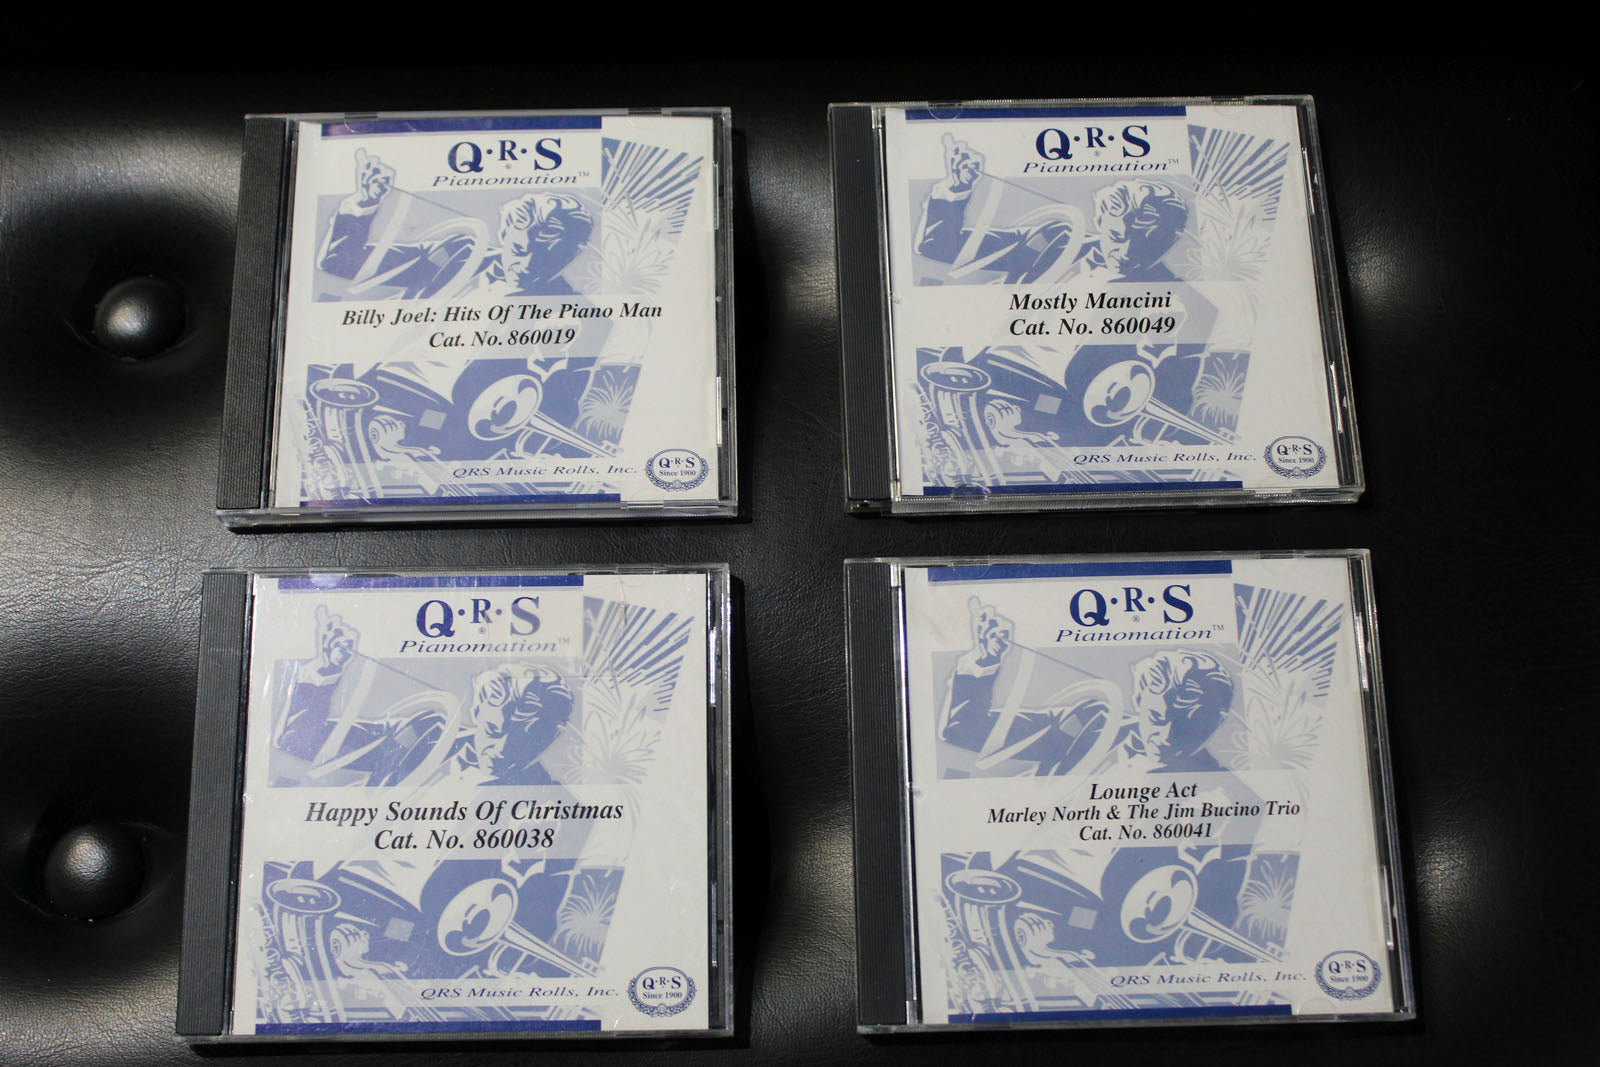 Q·R·S®
Pianomation™
Billy Joel: Hits Of The Piano Man
Cat. No. 860019
QRS Music Rolls, Inc.
Q·R·S
Since 1900
Q·R·S®
Pianomation™
Mostly Mancini
Cat. No. 860049
QRS Music Rolls, Inc.
Q·R·S
Since 1900
Q·R·S®
Pianomation™
Happy Sounds Of Christmas
Cat. No. 860038
QRS Music Rolls, Inc.
Q·R·S
Since 1900
Q·R·S®
Pianomation™
Lounge Act
Marley North & The Jim Bucino Trio
Cat. No. 860041
QRS Music Rolls, Inc.
Q·R·S
Since 1900